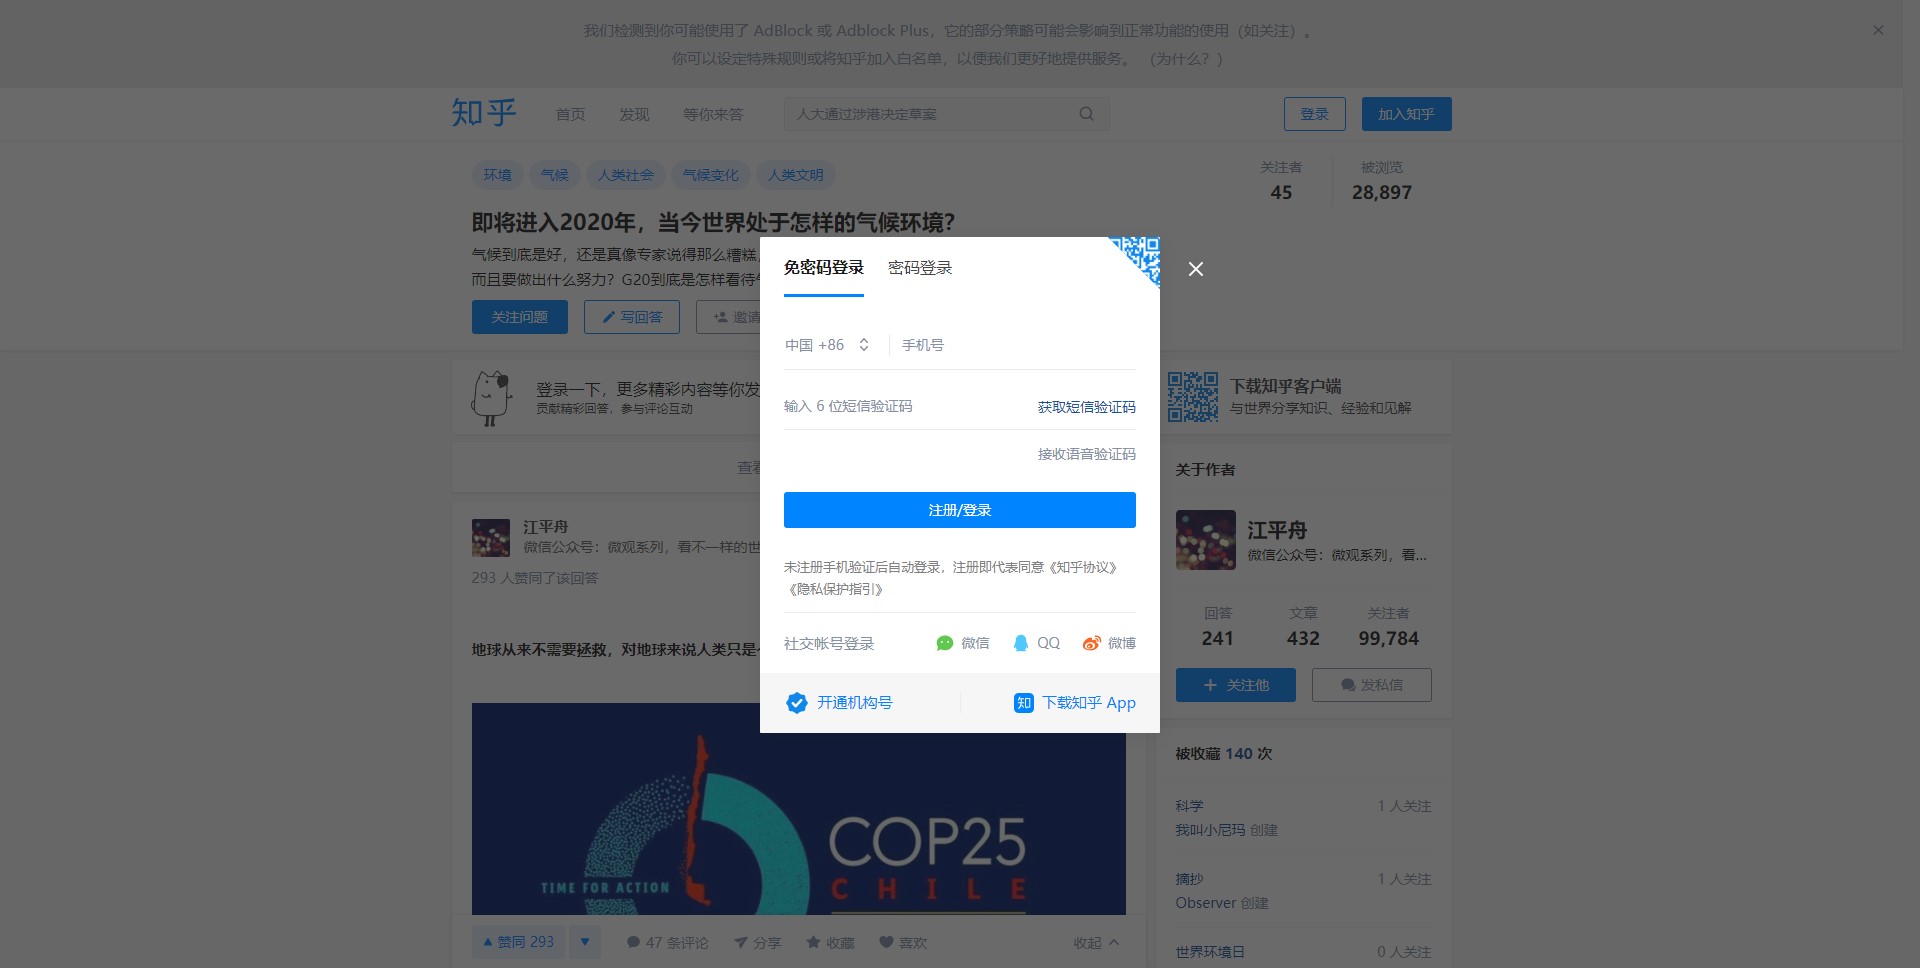 我们检测到你可能使用了 AdBlock 或 Adblock Plus，它的部分策略可能会影响到正常功能的使用（如关注）。
你可以设定特殊规则或将知乎加入白名单，以便我们更好地提供服务。 （为什么？）
知乎 首页 发现 等你来答 人大通过涉港决定草案 登录 加入知乎
环境 气候 人类社会 气候变化 人类文明
关注者 被浏览
45 28,897
即将进入2020年，当今世界处于怎样的气候环境？
气候到底是好，还是真像专家说得那么糟糕，
而且要做出什么努力？G20到底是怎样看待
关注问题 写回答 邀请
免密码登录 密码登录
中国 +86 手机号
输入 6 位短信验证码 获取短信验证码
接收语音验证码
注册/登录
未注册手机验证后自动登录，注册即代表同意《知乎协议》
《隐私保护指引》
社交帐号登录 微信 QQ 微博
开通机构号 知 下载知乎 App
登录一下，更多精彩内容等你发
贡献精彩回答，参与评论互动
查看
江平舟
微信公众号：微观系列，看不一样的世
293 人赞同了该回答
地球从来不需要拯救，对地球来说人类只是
TIME FOR ACTION
COP25
CHILE
赞同 293 47 条评论 分享 收藏 喜欢 收起
下载知乎客户端
与世界分享知识、经验和见解
关于作者
江平舟
微信公众号：微观系列，看...
回答 文章 关注者
241 432 99,784
关注他 发私信
被收藏 140 次
科学 1 人关注
我叫小尼玛 创建
摘抄 1 人关注
Observer 创建
世界环境日 0 人关注